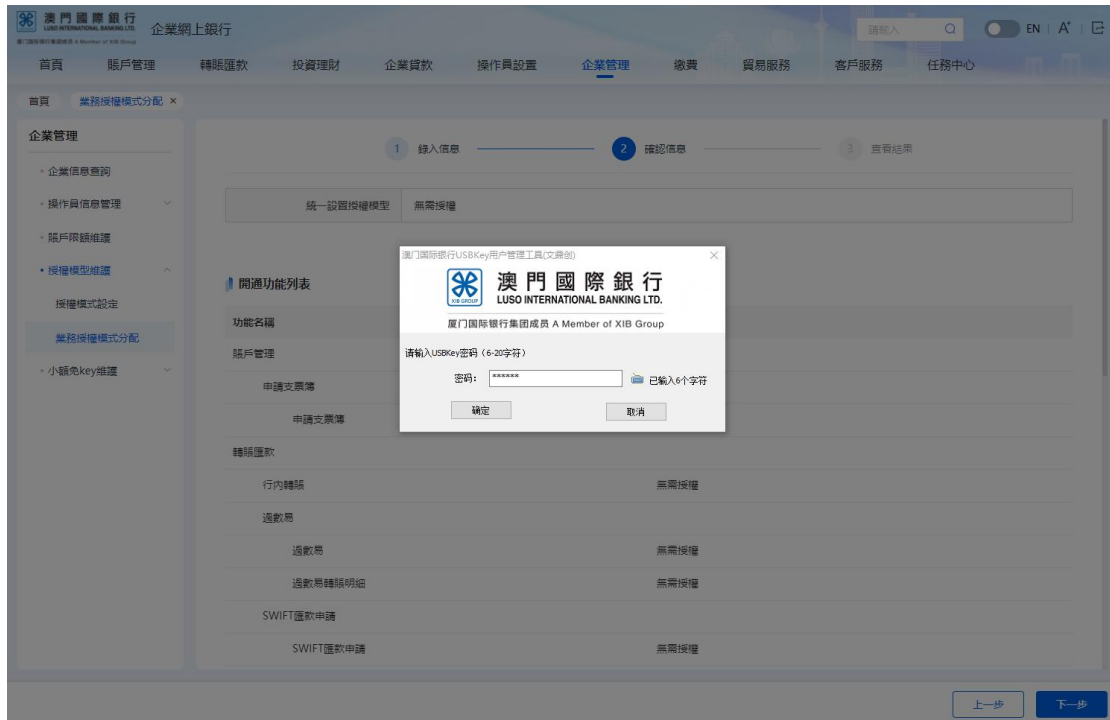 澳門國際銀行 企業網上銀行
LUSO INTERNATIONAL BANKING LTD.
厦门国际银行集团成员 A Member of XIB Group
請輸入 EN A⁺
首頁 賬戶管理 轉賬匯款 投資理財 企業貸款 操作員設置 企業管理 繳費 貿易服務 客戶服務 任務中心
首頁 業務授權模式分配 ×
企業管理
企業信息查詢
操作員信息管理
賬戶限額維護
授權模型維護
授權模式設定
業務授權模式分配
小額免key維護
1 錄入信息 2 確認信息 3 查看結果
統一設置授權模型 無需授權
開通功能列表
功能名稱
賬戶管理
申請支票簿
申請支票簿
轉賬匯款
行內轉賬 無需授權
過數易
過數易 無需授權
過數易轉賬明細 無需授權
SWIFT匯款申請
SWIFT匯款申請 無需授權
澳门国际银行USBKey用户管理工具(文鼎创)
澳門國際銀行
XIB GROUP
LUSO INTERNATIONAL BANKING LTD.
厦门国际银行集团成员 A Member of XIB Group
请输入USBKey密码（6-20字符）
密码： ****** 已输入6个字符
确定 取消
上一步 下一步